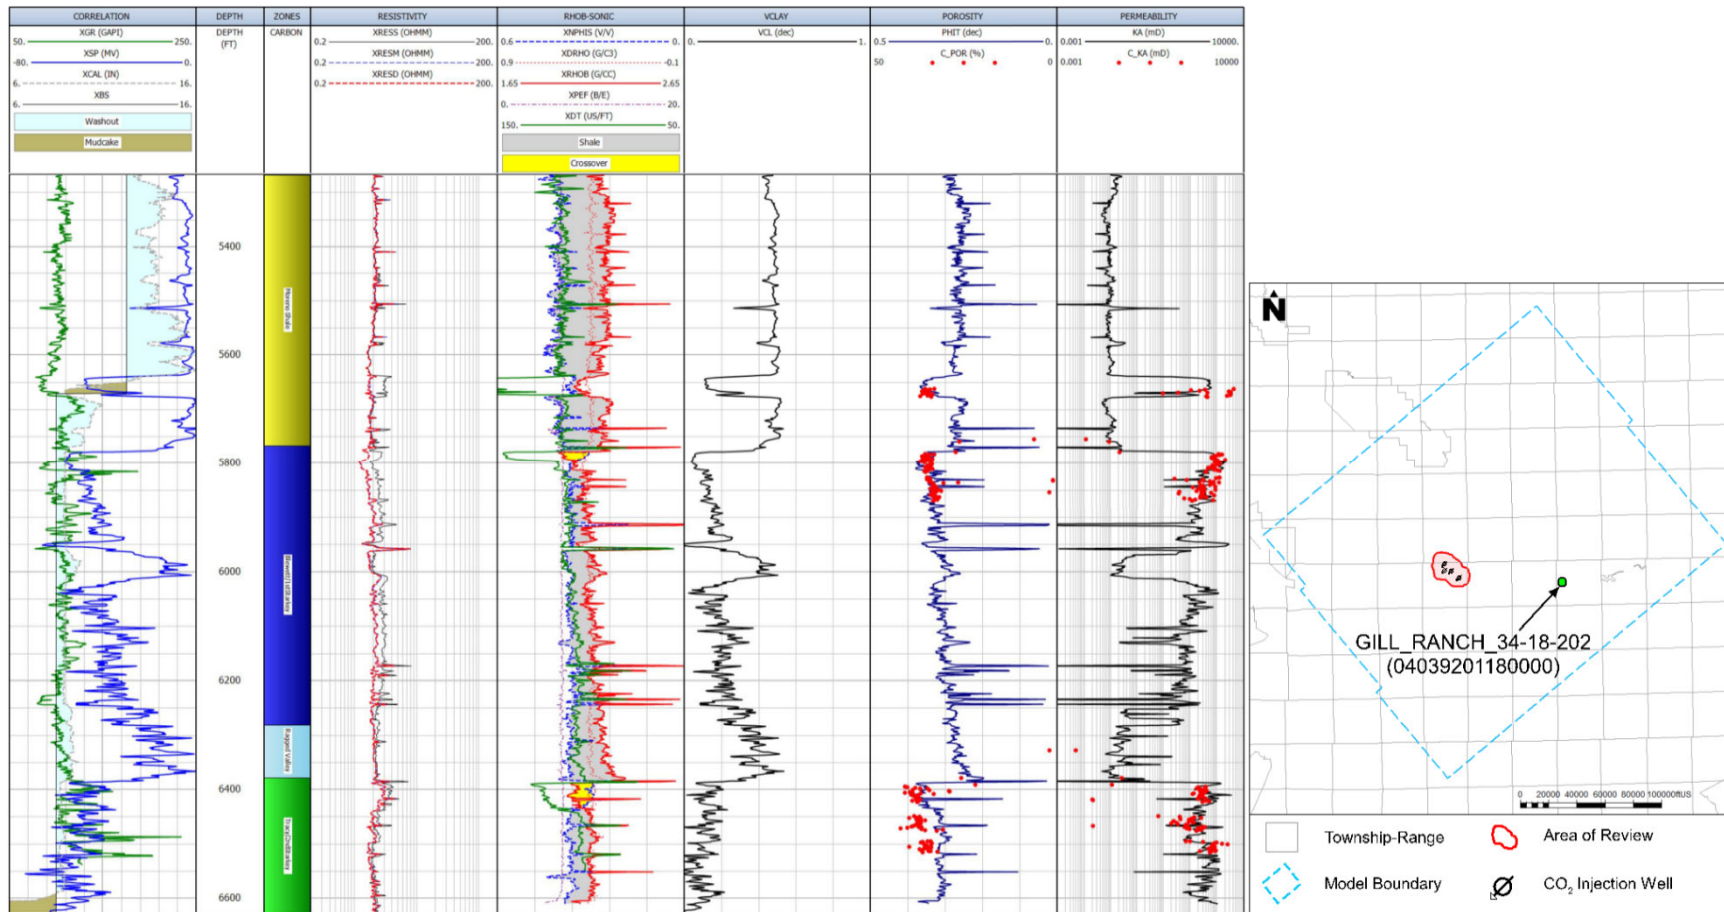 CORRELATION DEPTH ZONES RESISTIVITY RHOB-SONIC VCLAY POROSITY PERMEABILITY
XGR (GAPI)
50. 250.
XSP (MV)
-80. 0.
XCAL (IN)
6. 16.
XBS
6. 16.
Washout
Mudcake
DEPTH
(FT)
CARBON
XRESS (OHMM)
0.2 200.
XRESM (OHMM)
0.2 200.
XRESD (OHMM)
0.2 200.
XNPHIS (V/V)
0.6 0.
XDRHO (G/C3)
0.9 -0.1
XRHOB (G/CC)
1.65 2.65
XPEF (B/E)
0. 20.
XDT (US/FT)
150. 50.
Shale
Crossover
VCL (dec)
0. 1.
PHIT (dec)
0.5 0.
C_POR (%)
50 0
KA (mD)
0.001 10000.
C_KA (mD)
0.001 10000
5400
5600
5800
6000
6200
6400
6600
Moreno Shale
Ragged Valley
N
GILL_RANCH_34-18-202
(04039201180000)
0 20000 40000 60000 80000 100000ftUS
Township-Range
Area of Review
Model Boundary
CO2 Injection Well